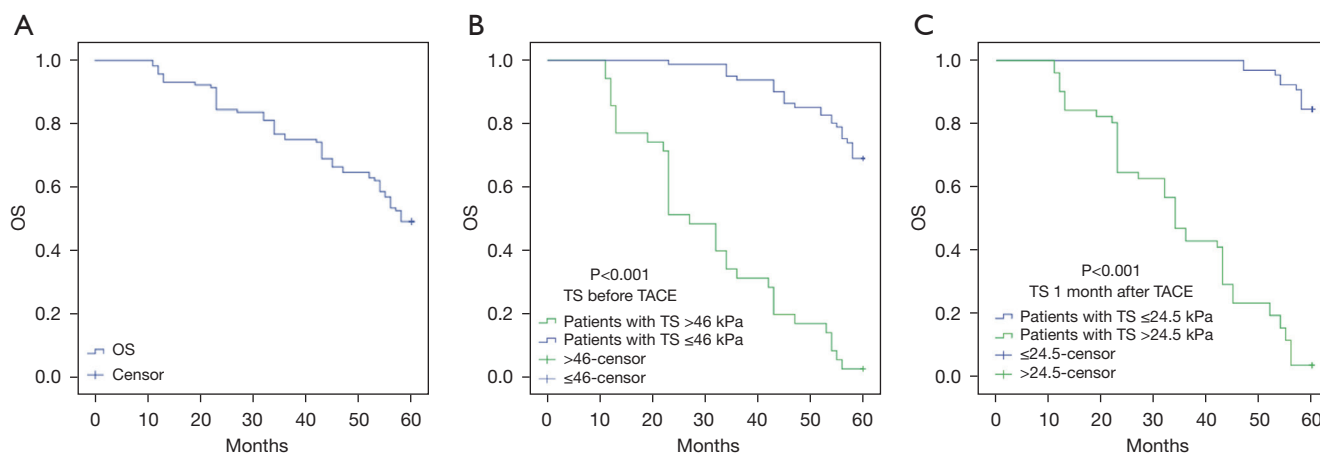 A
1.0
0.8
0.6
0.4
0.2
0.0
OS
OS
Censor
0 10 20 30 40 50 60
Months
B
1.0
0.8
0.6
0.4
0.2
0.0
OS
P<0.001
TS before TACE
Patients with TS >46 kPa
Patients with TS ≤46 kPa
>46-censor
≤46-censor
0 10 20 30 40 50 60
Months
C
1.0
0.8
0.6
0.4
0.2
0.0
OS
P<0.001
TS 1 month after TACE
Patients with TS ≤24.5 kPa
Patients with TS >24.5 kPa
≤24.5-censor
>24.5-censor
0 10 20 30 40 50 60
Months